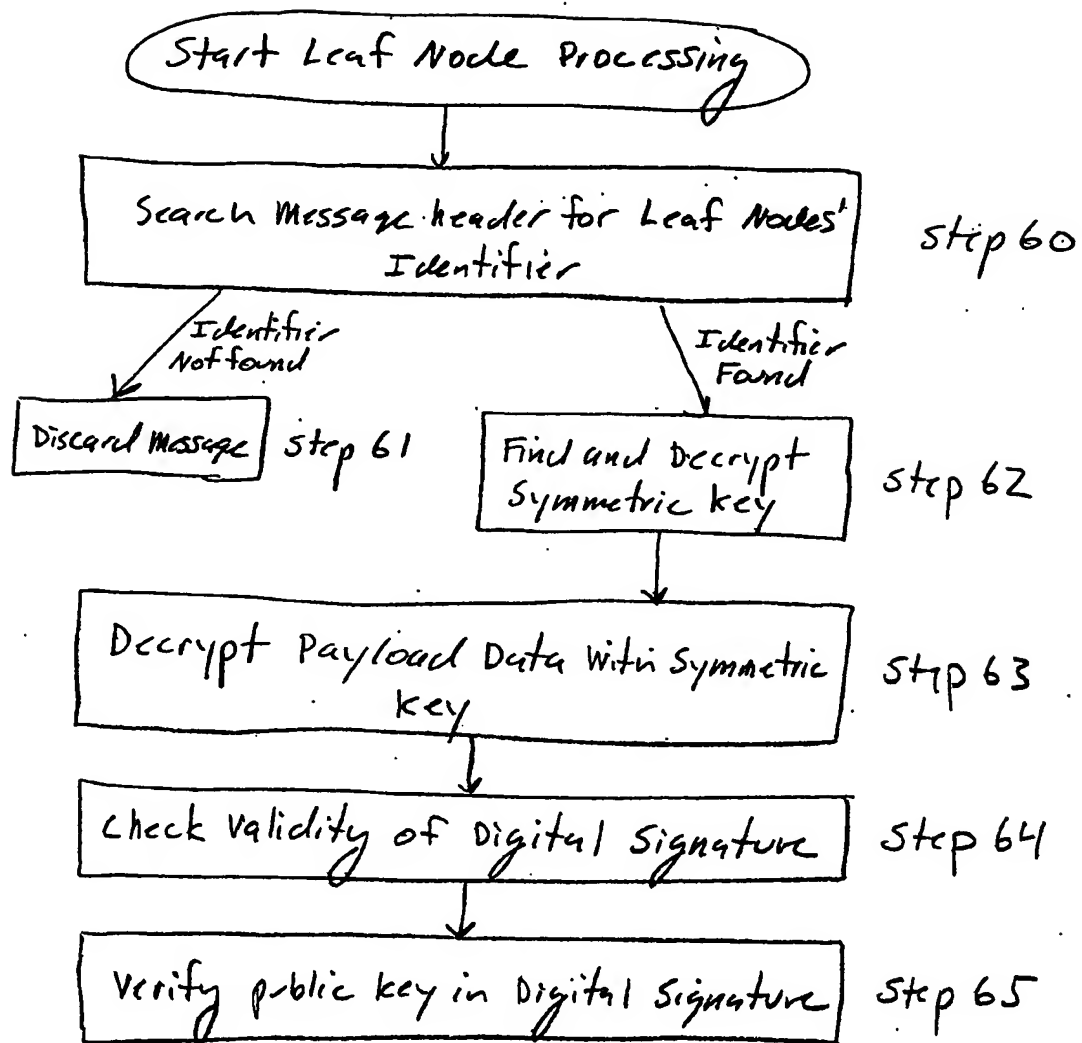 Start Leaf Node Processing
Search Message header for Leaf Nodes'
Identifier
step 60
Identifier
Not found
Identifier
Found
Discard Message
step 61
Find and Decrypt
Symmetric key
step 62
Decrypt Payload Data With Symmetric
key
step 63
Check Validity of Digital Signature
step 64
Verify public key in Digital Signature
step 65